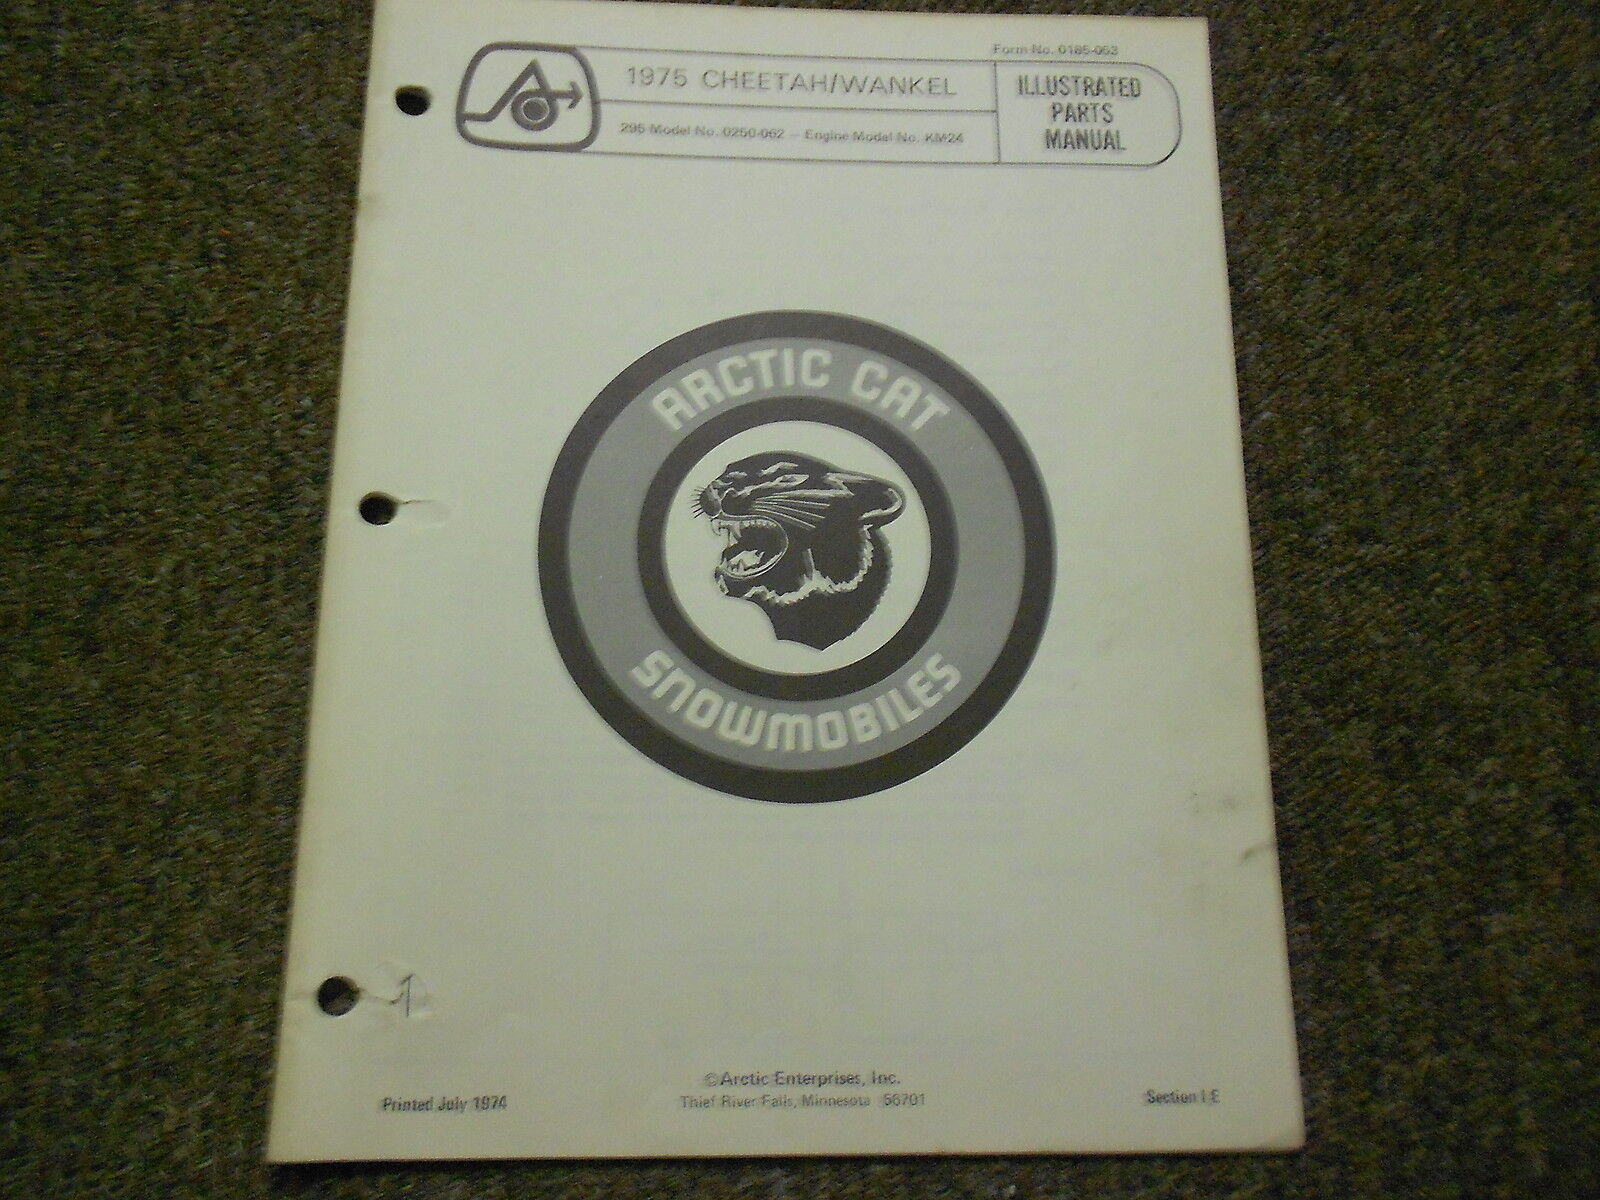 Form No. 0185-063
1975 CHEETAH/WANKEL
295 Model No. 0250-062 — Engine Model No. KM24
ILLUSTRATED
PARTS
MANUAL
ARCTIC CAT
SNOWMOBILES
©Arctic Enterprises, Inc.
Thief River Falls, Minnesota 56701
Printed July 1974
Section I E